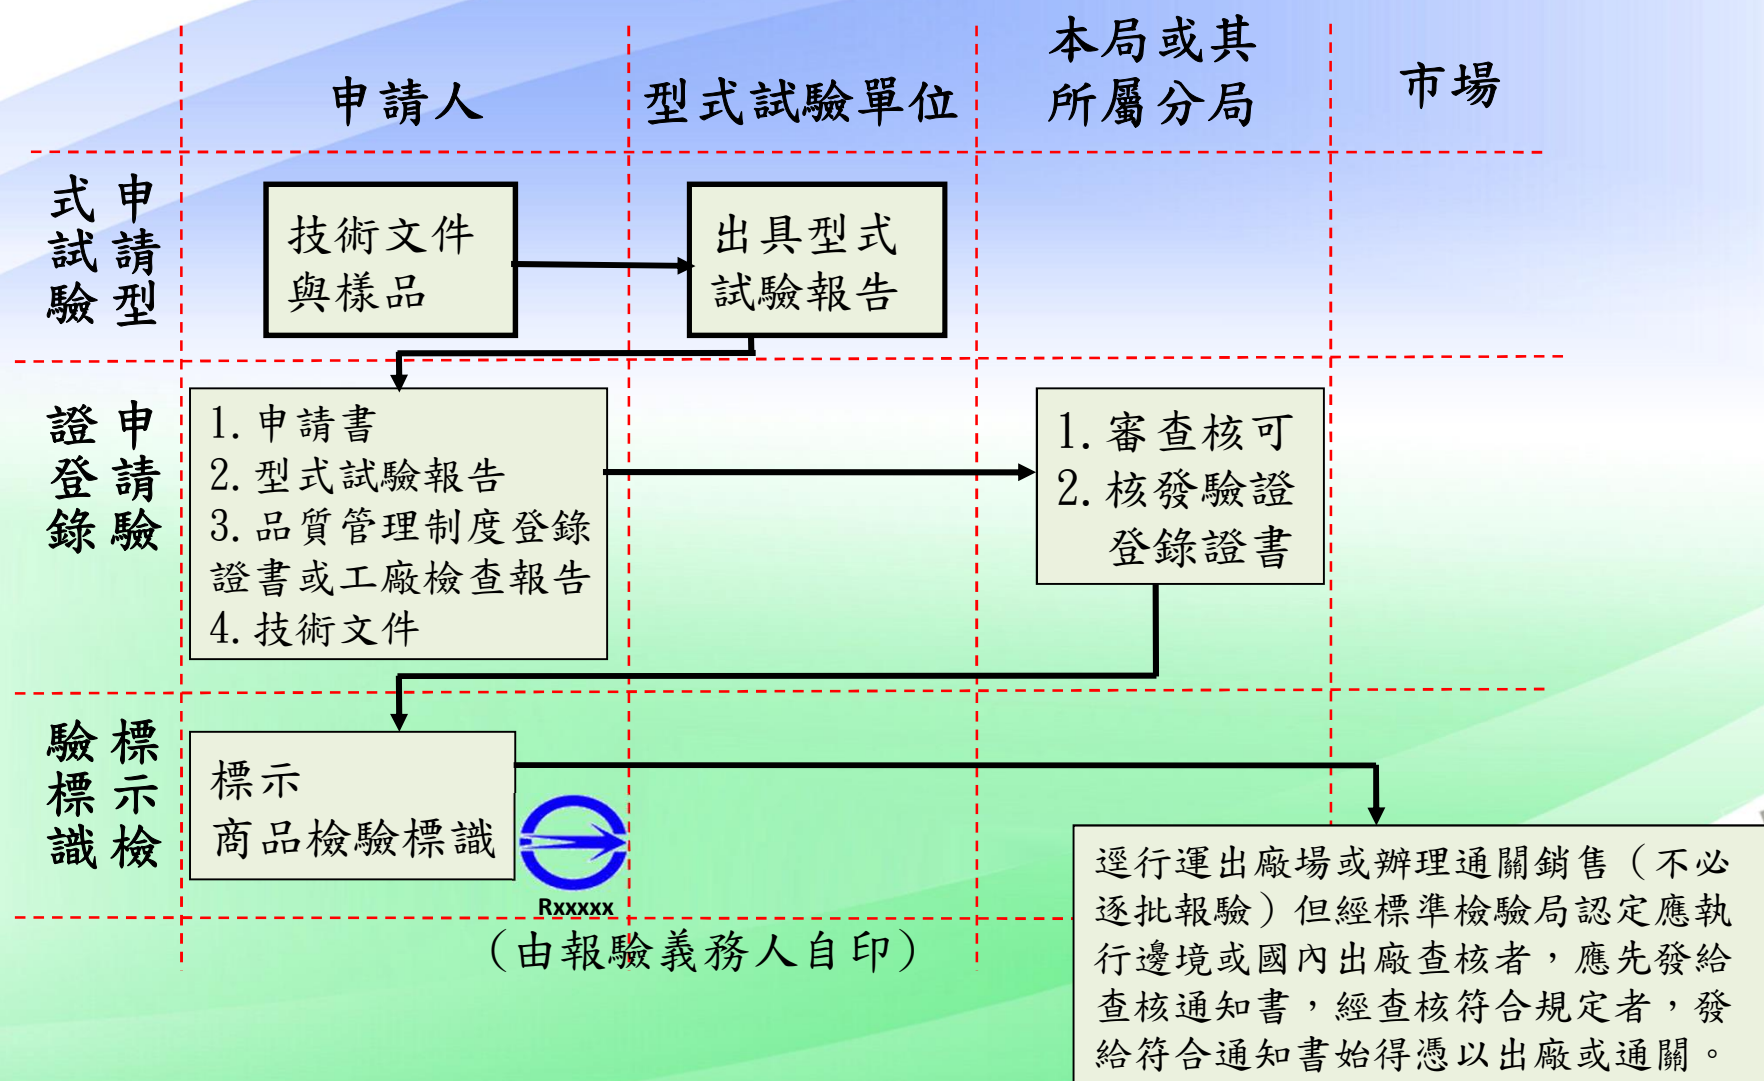 申請人
型式試驗單位
本局或其
所屬分局
市場
申請型
式試驗
技術文件
與樣品
出具型式
試驗報告
申請驗
證登錄
1.申請書
2.型式試驗報告
3.品質管理制度登錄
證書或工廠檢查報告
4.技術文件
1.審查核可
2.核發驗證
登錄證書
標示檢
驗標識
標示
商品檢驗標識
Rxxxxx
（由報驗義務人自印）
逕行運出廠場或辦理通關銷售（不必
逐批報驗）但經標準檢驗局認定應執
行邊境或國內出廠查核者，應先發給
查核通知書，經查核符合規定者，發
給符合通知書始得憑以出廠或通關。